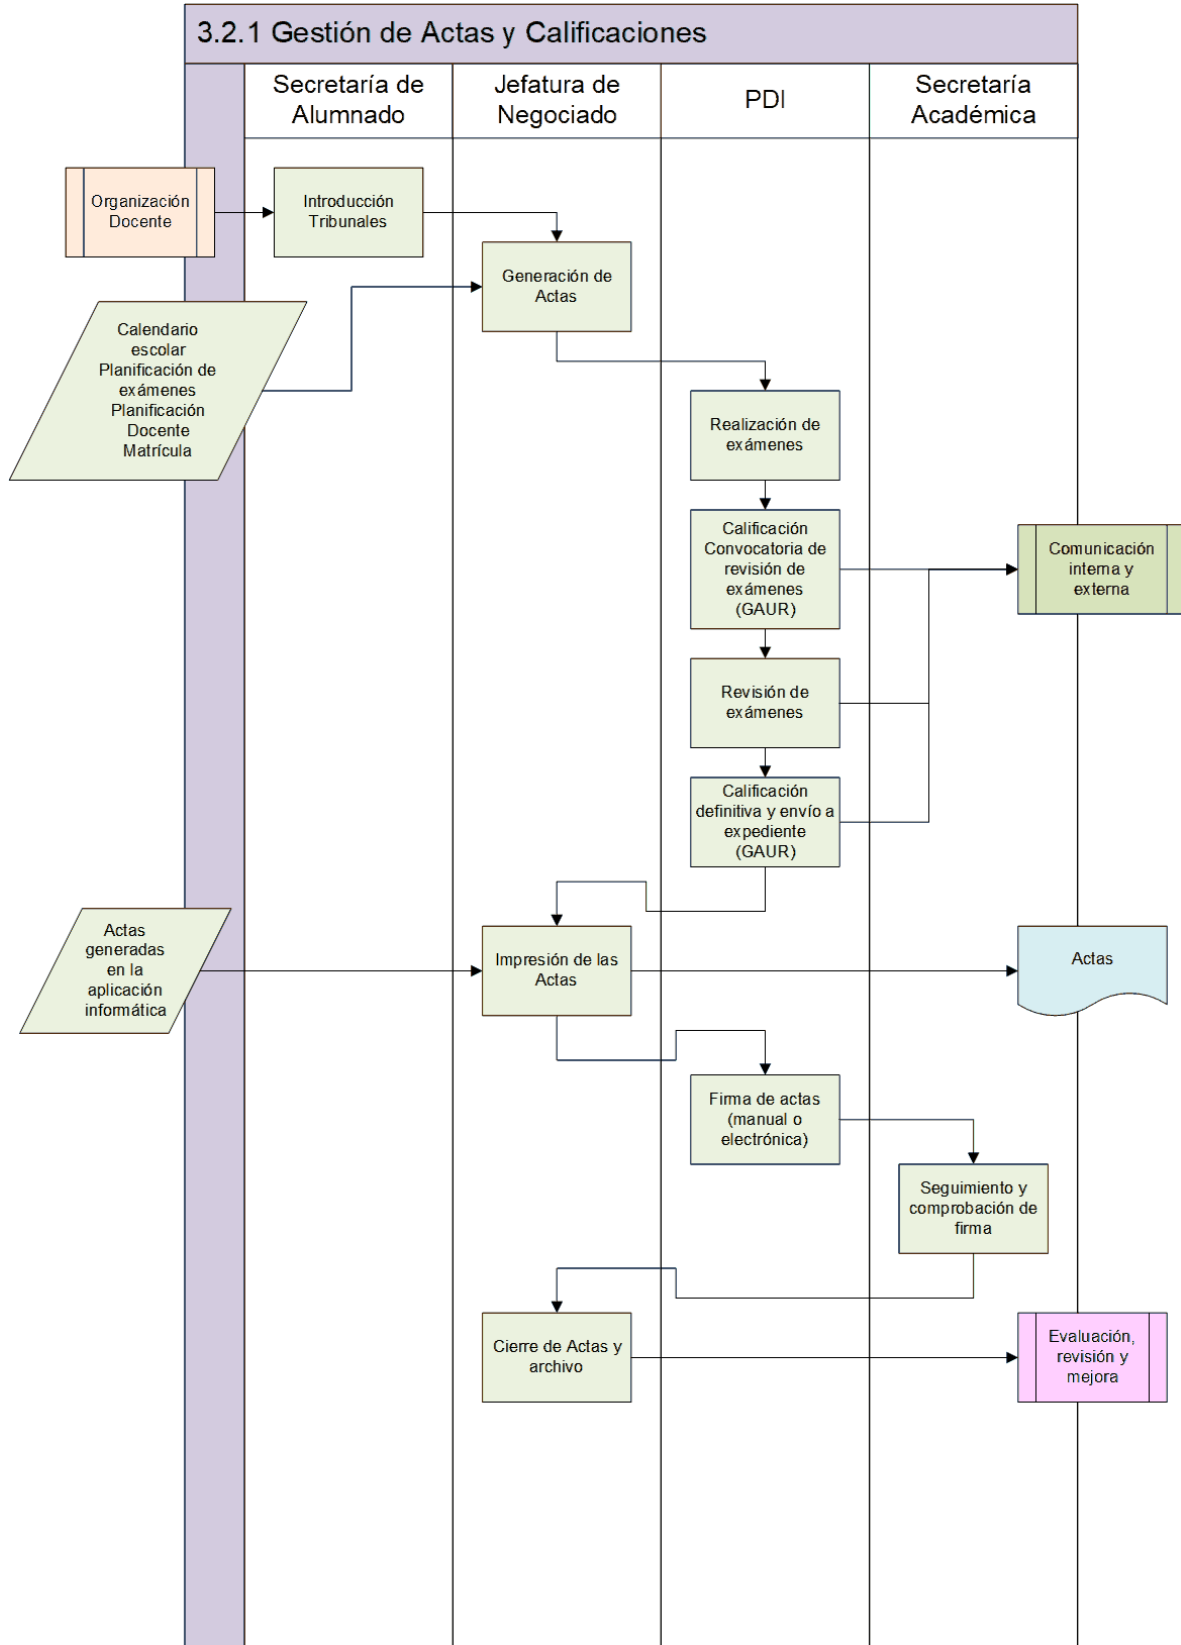 3.2.1 Gestión de Actas y Calificaciones
Secretaría de
Alumnado
Jefatura de
Negociado
PDI
Secretaría
Académica
Organización
Docente
Introducción
Tribunales
Generación de
Actas
Calendario
escolar
Planificación de
exámenes
Planificación
Docente
Matrícula
Realización de
exámenes
Calificación
Convocatoria de
revisión de
exámenes
(GAUR)
Comunicación
interna y
externa
Revisión de
exámenes
Calificación
definitiva y envío a
expediente
(GAUR)
Actas
generadas
en la
aplicación
informática
Impresión de las
Actas
Actas
Firma de actas
(manual o
electrónica)
Seguimiento y
comprobación de
firma
Cierre de Actas y
archivo
Evaluación,
revisión y
mejora